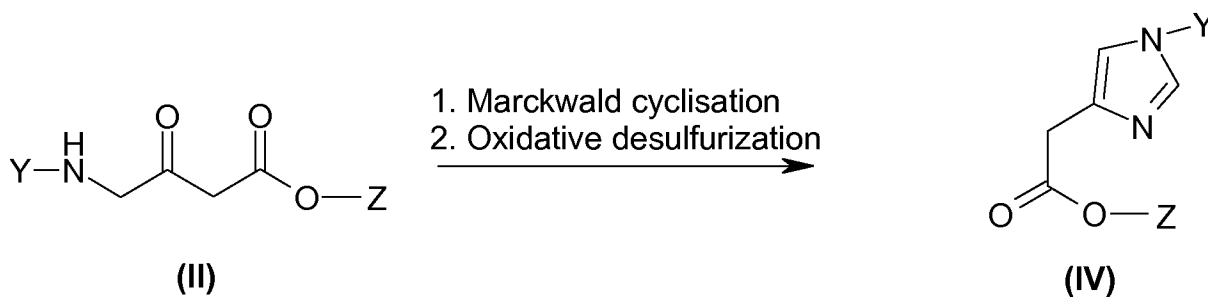 Y
N
H
O
O
O
Z
(II)
1. Marckwald cyclisation
2. Oxidative desulfurization
N
Y
N
O
O
Z
(IV)